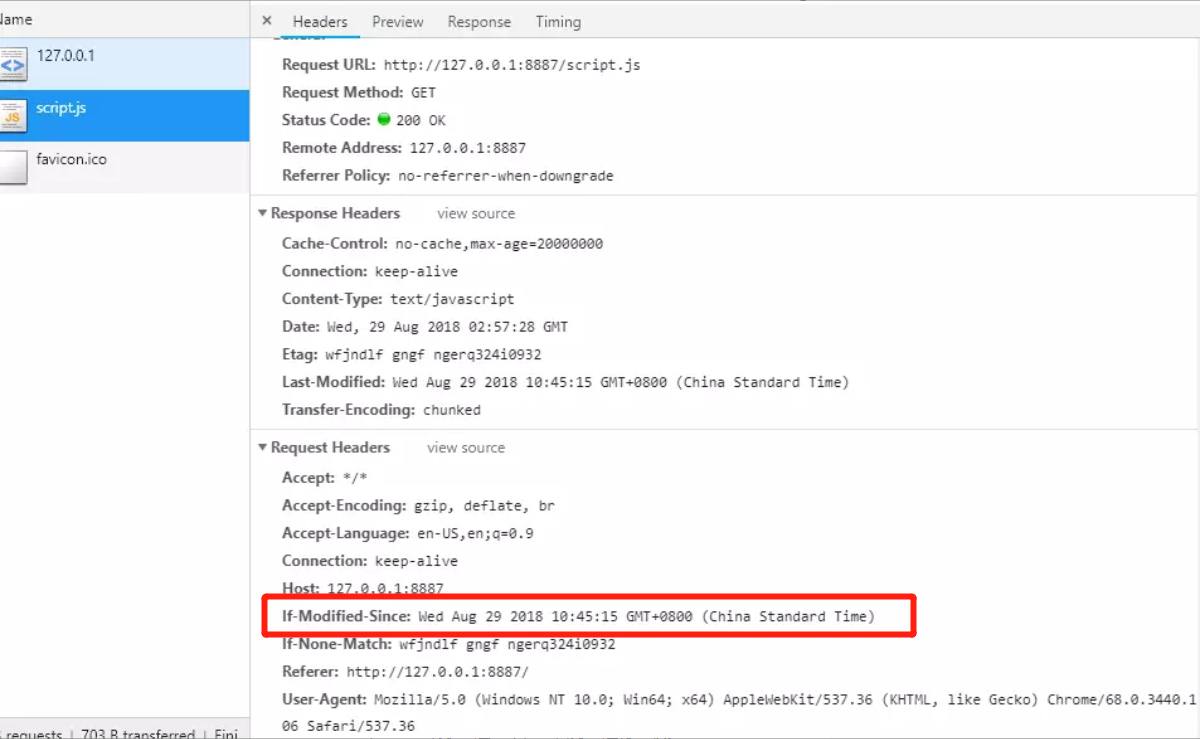 Name
Headers Preview Response Timing
127.0.0.1
script.js
favicon.ico
General
Request URL: http://127.0.0.1:8887/script.js
Request Method: GET
Status Code: 200 OK
Remote Address: 127.0.0.1:8887
Referrer Policy: no-referrer-when-downgrade
Response Headers view source
Cache-Control: no-cache,max-age=20000000
Connection: keep-alive
Content-Type: text/javascript
Date: Wed, 29 Aug 2018 02:57:28 GMT
Etag: wfjndlf gngf ngerq324i0932
Last-Modified: Wed Aug 29 2018 10:45:15 GMT+0800 (China Standard Time)
Transfer-Encoding: chunked
Request Headers view source
Accept: */*
Accept-Encoding: gzip, deflate, br
Accept-Language: en-US,en;q=0.9
Connection: keep-alive
Host: 127.0.0.1:8887
If-Modified-Since: Wed Aug 29 2018 10:45:15 GMT+0800 (China Standard Time)
If-None-Match: wfjndlf gngf ngerq324i0932
Referer: http://127.0.0.1:8887/
User-Agent: Mozilla/5.0 (Windows NT 10.0; Win64; x64) AppleWebKit/537.36 (KHTML, like Gecko) Chrome/68.0.3440.1
06 Safari/537.36
requests | 703 B transferred | Fini
JS